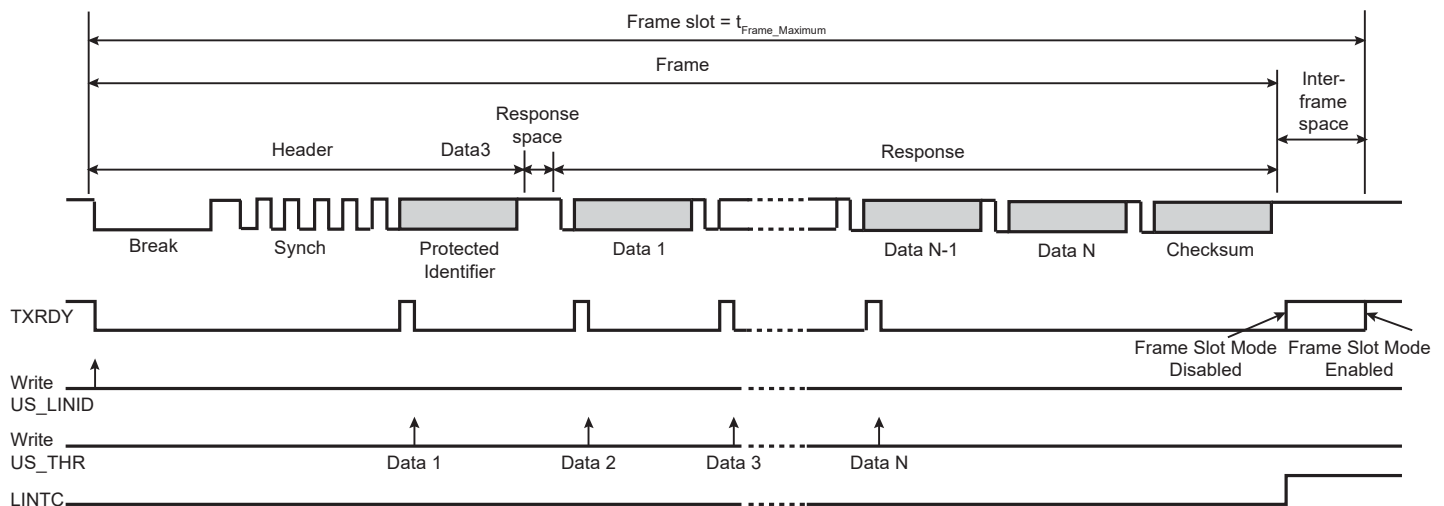 Frame slot = tFrame_Maximum
Frame
Inter-
frame
space
Response
space
Header
Data3
Response
Break
Synch
Protected
Identifier
Data 1
Data N-1
Data N
Checksum
TXRDY
Frame Slot Mode
Disabled
Frame Slot Mode
Enabled
Write
US_LINID
Write
US_THR
Data 1
Data 2
Data 3
Data N
LINTC